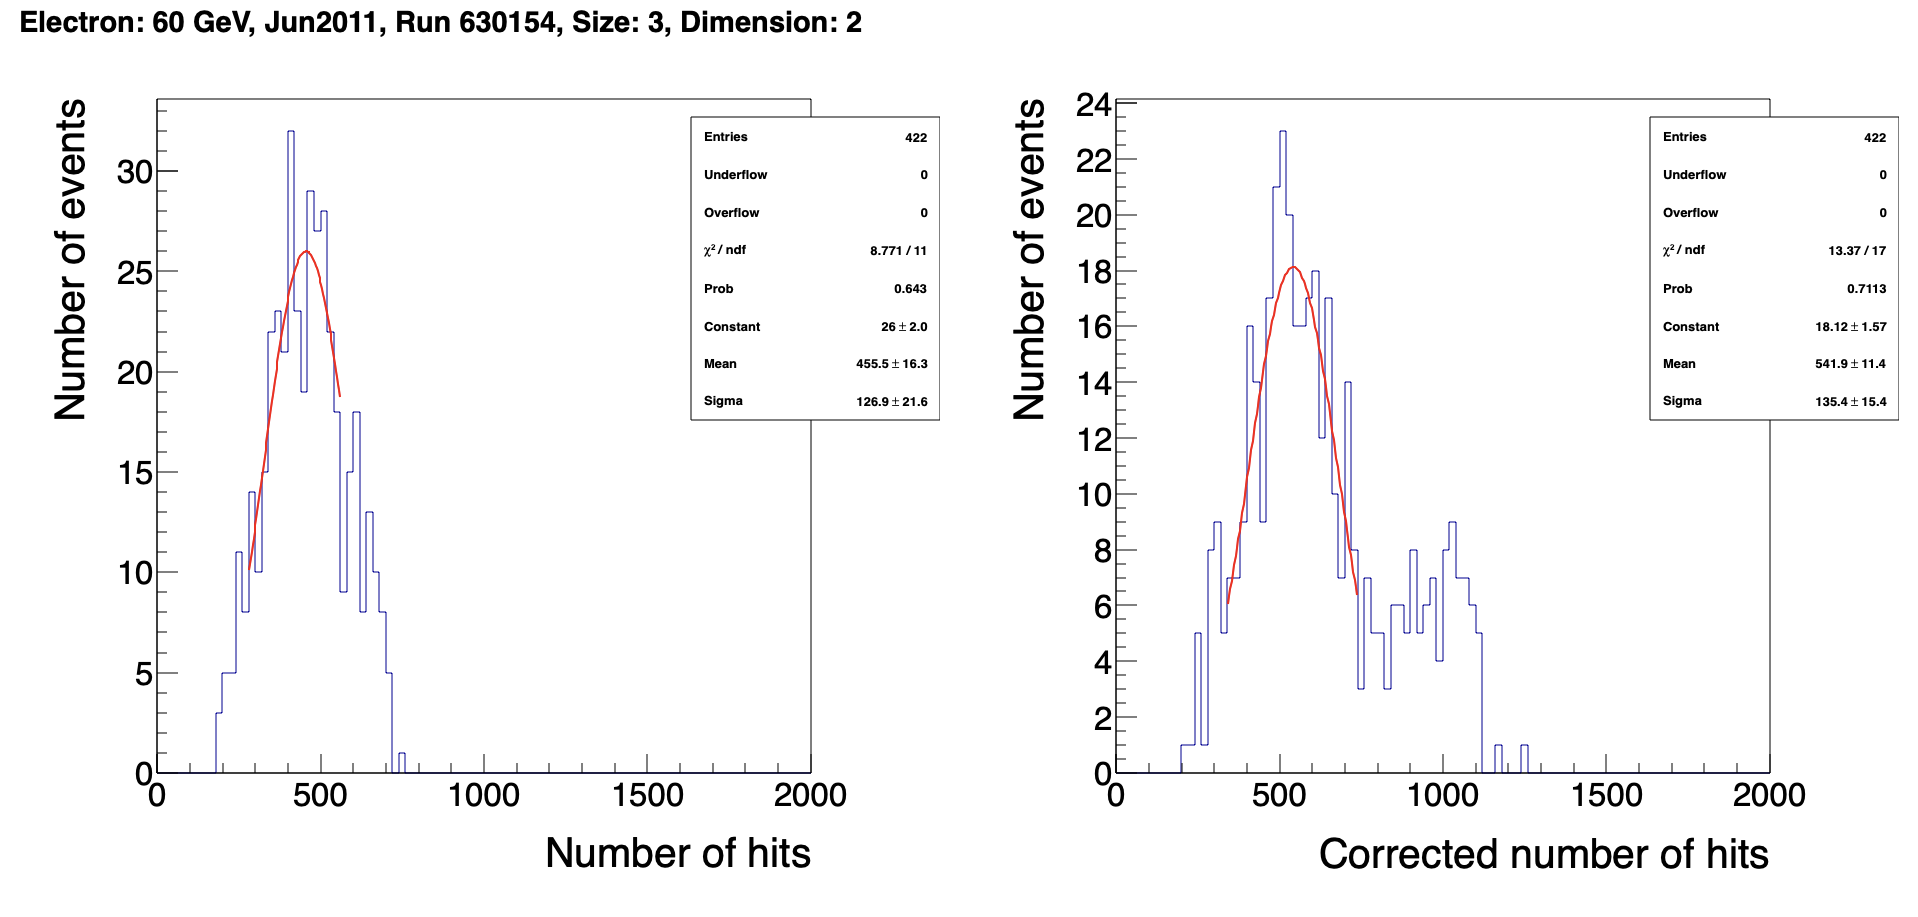 Electron: 60 GeV, Jun2011, Run 630154, Size: 3, Dimension: 2
Number of events
30
25
20
15
10
5
0
0 500 1000 1500 2000
Number of hits
Entries 422
Underflow 0
Overflow 0
χ² / ndf 8.771 / 11
Prob 0.643
Constant 26 ± 2.0
Mean 455.5 ± 16.3
Sigma 126.9 ± 21.6
Number of events
24
22
20
18
16
14
12
10
8
6
4
2
0
0 500 1000 1500 2000
Corrected number of hits
Entries 422
Underflow 0
Overflow 0
χ² / ndf 13.37 / 17
Prob 0.7113
Constant 18.12 ± 1.57
Mean 541.9 ± 11.4
Sigma 135.4 ± 15.4